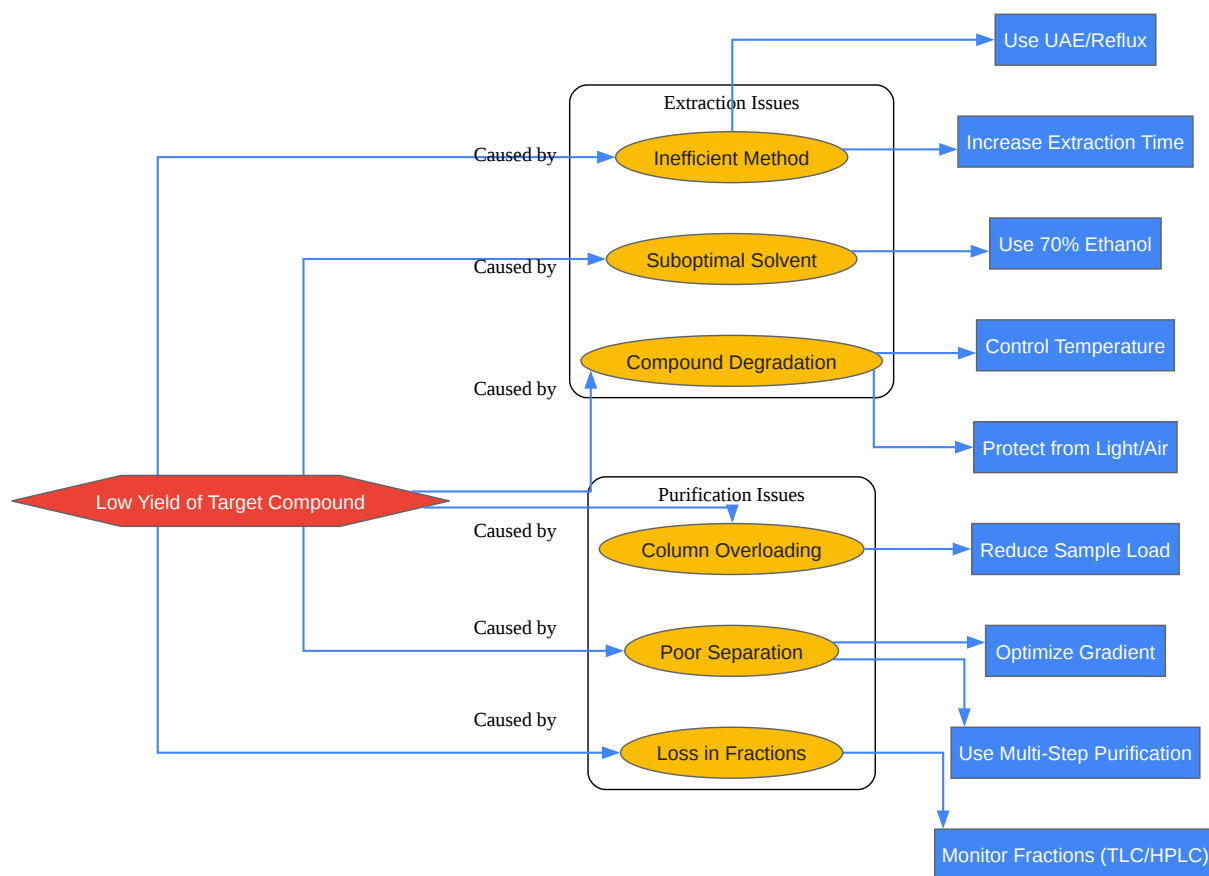 Use UAE/Reflux
Extraction Issues
Increase Extraction Time
Caused by
Inefficient Method
Use 70% Ethanol
Caused by
Suboptimal Solvent
Control Temperature
Caused by
Compound Degradation
Protect from Light/Air
Low Yield of Target Compound
Purification Issues
Caused by
Column Overloading
Reduce Sample Load
Caused by
Poor Separation
Optimize Gradient
Caused by
Loss in Fractions
Use Multi-Step Purification
Monitor Fractions (TLC/HPLC)